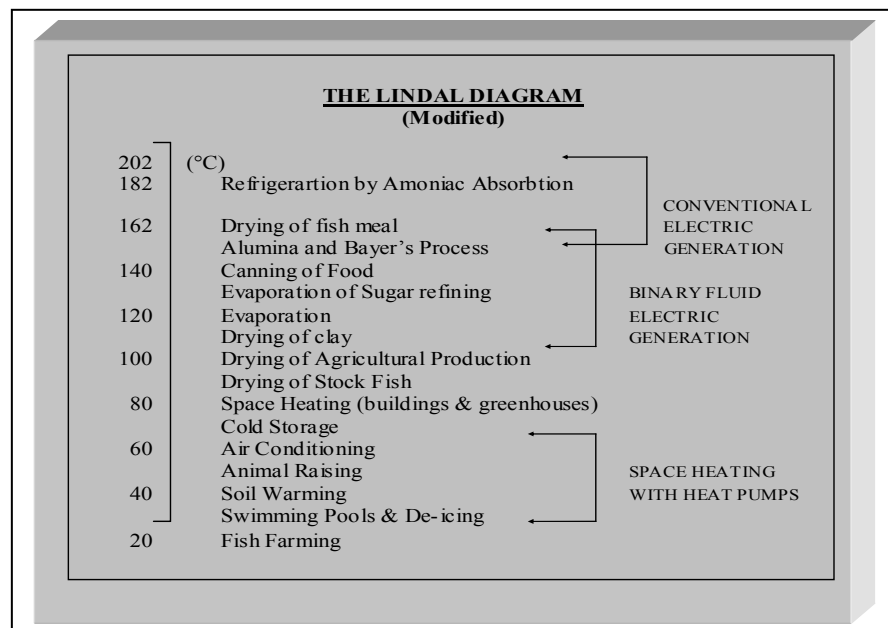 THE LINDAL DIAGRAM
(Modified)
202 (°C)
182 Refrigerartion by Amoniac Absorbtion
162 Drying of fish meal
Alumina and Bayer's Process
140 Canning of Food
Evaporation of Sugar refining
120 Evaporation
Drying of clay
100 Drying of Agricultural Production
Drying of Stock Fish
80 Space Heating (buildings & greenhouses)
Cold Storage
60 Air Conditioning
Animal Raising
40 Soil Warming
Swimming Pools & De-icing
20 Fish Farming
CONVENTIONAL
ELECTRIC
GENERATION
BINARY FLUID
ELECTRIC
GENERATION
SPACE HEATING
WITH HEAT PUMPS